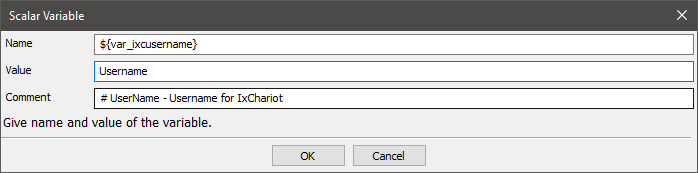 Scalar Variable
Name ${var_ixcusername}
Value Username
Comment # UserName - Username for IxChariot
Give name and value of the variable.
OK Cancel